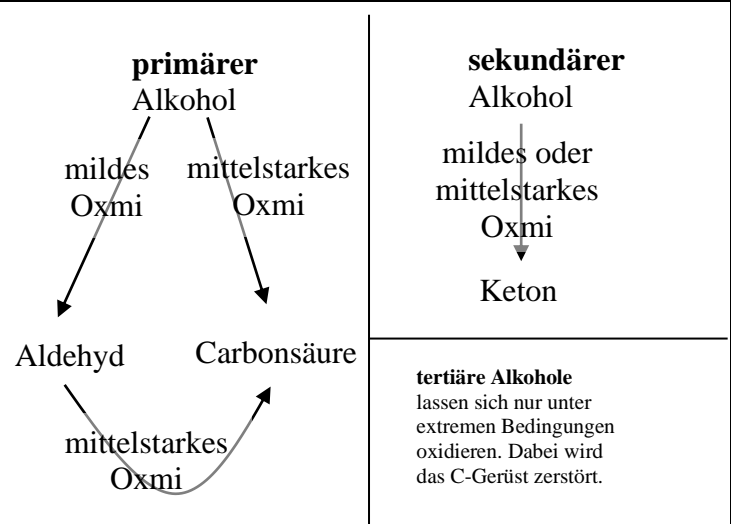 primärer
Alkohol
mildes
Oxmi
mittelstarkes
Oxmi
Aldehyd
Carbonsäure
mittelstarkes
Oxmi
sekundärer
Alkohol
mildes oder
mittelstarkes
Oxmi
Keton
tertiäre Alkohole
lassen sich nur unter
extremen Bedingungen
oxidieren. Dabei wird
das C-Gerüst zerstört.